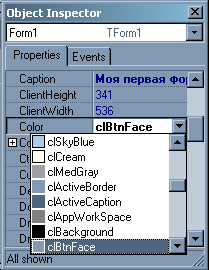 Object Inspector
Form1 TForm1
Properties Events
Caption Моя первая фор
ClientHeight 341
ClientWidth 536
Color clBtnFace
clSkyBlue
clCream
clMedGray
clActiveBorder
clActiveCaption
clAppWorkSpace
clBackground
clBtnFace
All shown